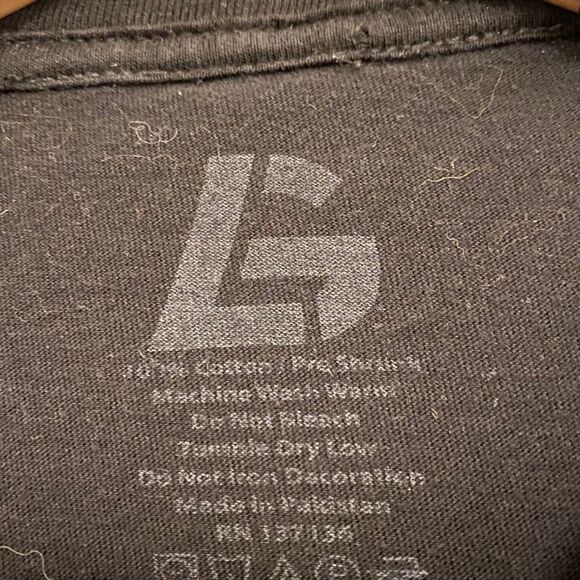 LG
100% Cotton / Pre Shrunk
Machine Wash Warm
Do Not Bleach
Tumble Dry Low
Do Not Iron Decoration
Made in Pakistan
RN 137136